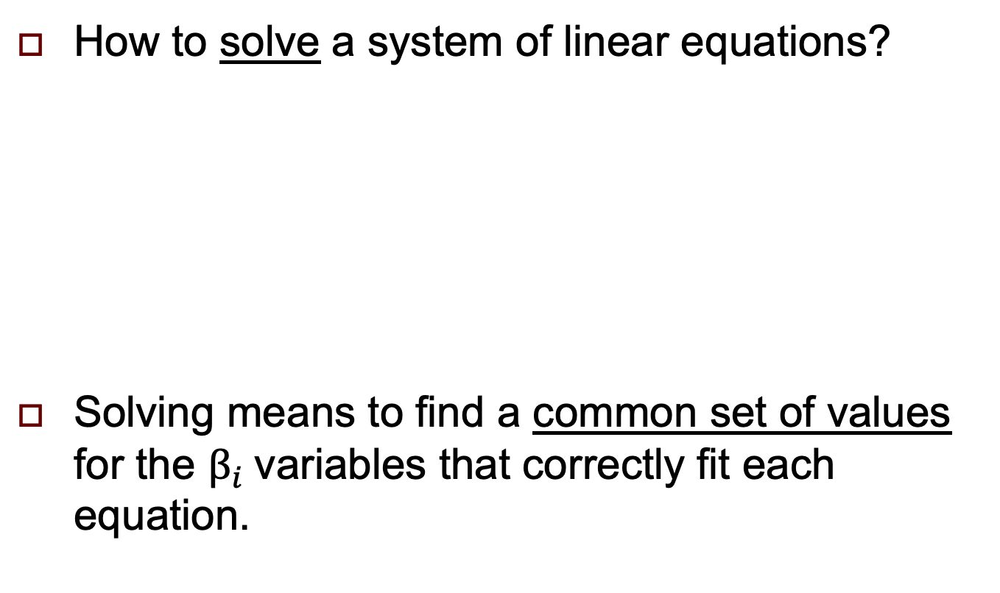 How to solve a system of linear equations?
Solving means to find a common set of values
for the βᵢ variables that correctly fit each
equation.